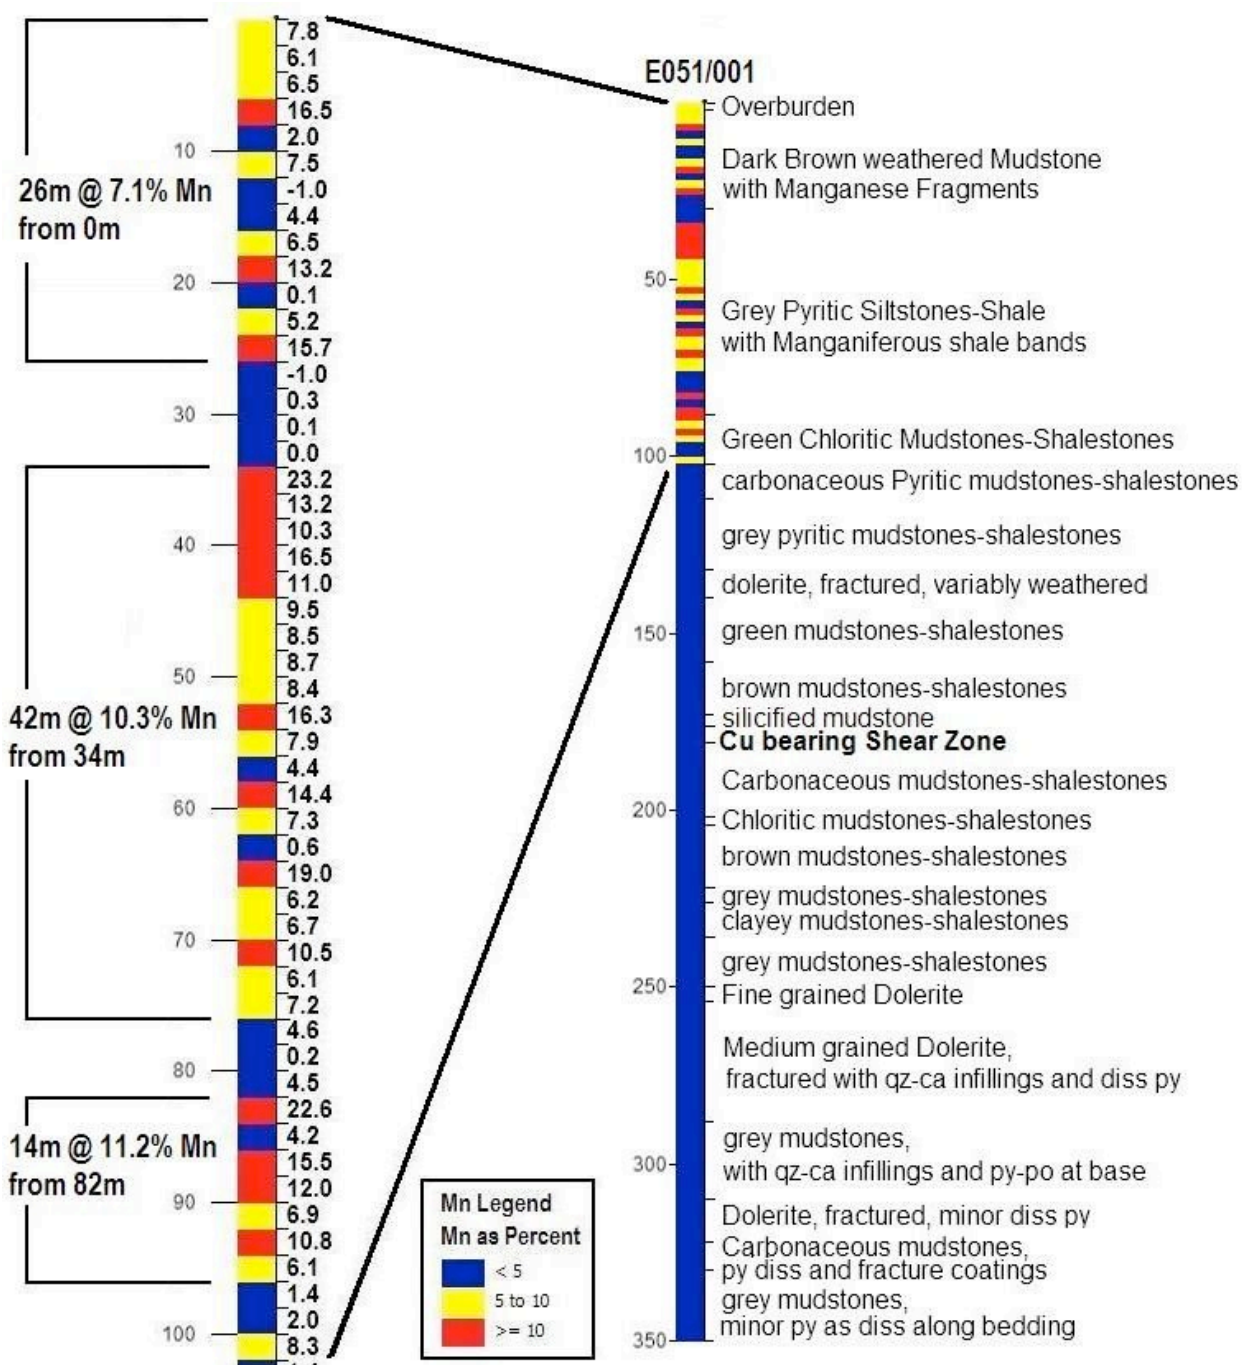 7.8
6.1
6.5
16.5
2.0
10
7.5
-1.0
26m @ 7.1% Mn
from 0m
4.4
6.5
13.2
20
0.1
5.2
15.7
-1.0
0.3
30
0.1
0.0
23.2
13.2
10.3
40
16.5
11.0
9.5
8.5
8.7
50
8.4
42m @ 10.3% Mn
from 34m
16.3
7.9
4.4
14.4
60
7.3
0.6
19.0
6.2
6.7
70
10.5
6.1
7.2
4.6
0.2
80
4.5
22.6
14m @ 11.2% Mn
from 82m
4.2
15.5
12.0
90
6.9
10.8
6.1
1.4
2.0
100
8.3
Mn Legend
Mn as Percent
< 5
5 to 10
>= 10
E051/001
Overburden
Dark Brown weathered Mudstone
with Manganese Fragments
50
Grey Pyritic Siltstones-Shale
with Manganiferous shale bands
Green Chloritic Mudstones-Shalestones
100
carbonaceous Pyritic mudstones-shalestones
grey pyritic mudstones-shalestones
dolerite, fractured, variably weathered
150
green mudstones-shalestones
brown mudstones-shalestones
silicified mudstone
Cu bearing Shear Zone
Carbonaceous mudstones-shalestones
200
Chloritic mudstones-shalestones
brown mudstones-shalestones
grey mudstones-shalestones
clayey mudstones-shalestones
grey mudstones-shalestones
250
Fine grained Dolerite
Medium grained Dolerite,
fractured with qz-ca infillings and diss py
grey mudstones,
300
with qz-ca infillings and py-po at base
Dolerite, fractured, minor diss py
Carbonaceous mudstones,
py diss and fracture coatings
grey mudstones,
minor py as diss along bedding
350